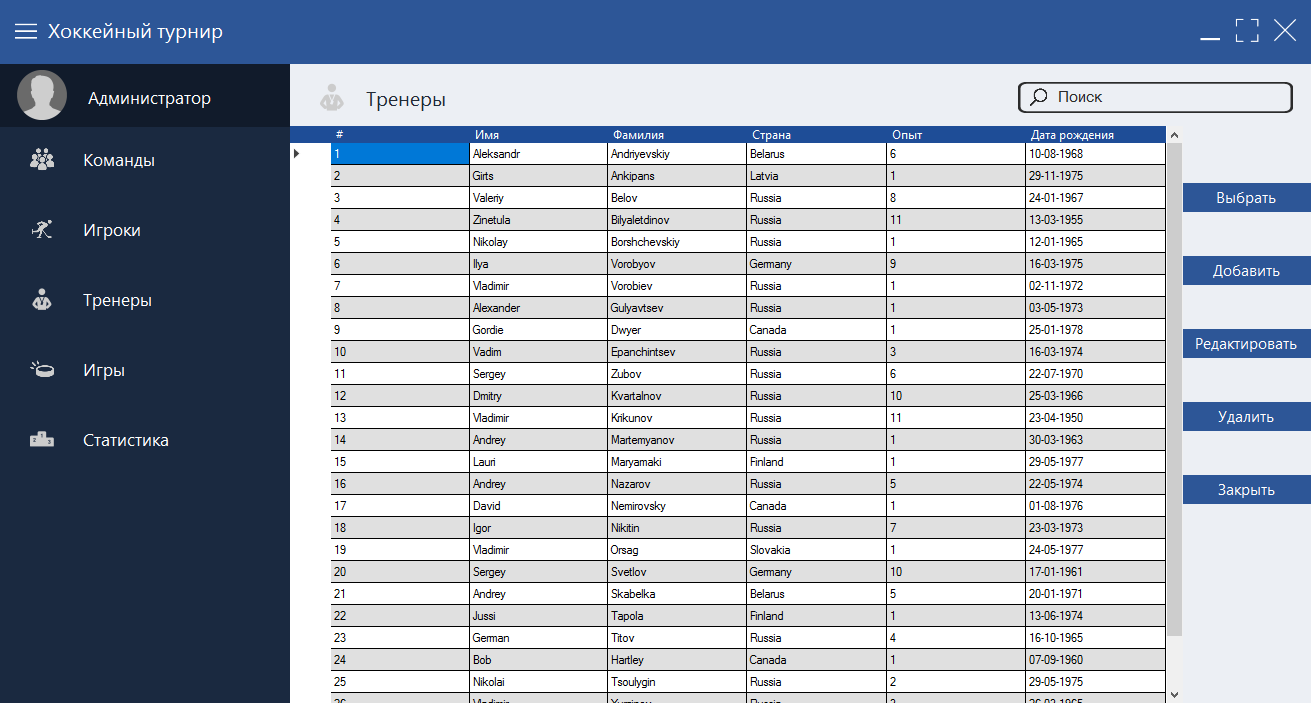 Хоккейный турнир
Администратор
Команды
Игроки
Тренеры
Игры
Статистика
Тренеры
Поиск
# Имя Фамилия Страна Опыт Дата рождения
1 Aleksandr Andriyevskiy Belarus 6 10-08-1968
2 Girts Ankipans Latvia 1 29-11-1975
3 Valeriy Belov Russia 8 24-01-1967
4 Zinetula Bilyaletdinov Russia 11 13-03-1955
5 Nikolay Borshchevskiy Russia 1 12-01-1965
6 Ilya Vorobyov Germany 9 16-03-1975
7 Vladimir Vorobiev Russia 1 02-11-1972
8 Alexander Gulyavtsev Russia 1 03-05-1973
9 Gordie Dwyer Canada 1 25-01-1978
10 Vadim Epanchintsev Russia 3 16-03-1974
11 Sergey Zubov Russia 6 22-07-1970
12 Dmitry Kvartalnov Russia 10 25-03-1966
13 Vladimir Krikunov Russia 11 23-04-1950
14 Andrey Martemyanov Russia 1 30-03-1963
15 Lauri Maryamaki Finland 1 29-05-1977
16 Andrey Nazarov Russia 5 22-05-1974
17 David Nemirovsky Canada 1 01-08-1976
18 Igor Nikitin Russia 7 23-03-1973
19 Vladimir Orsag Slovakia 1 24-05-1977
20 Sergey Svetlov Germany 10 17-01-1961
21 Andrey Skabelka Belarus 5 20-01-1971
22 Jussi Tapola Finland 1 13-06-1974
23 German Titov Russia 4 16-10-1965
24 Bob Hartley Canada 1 07-09-1960
25 Nikolai Tsoulygin Russia 2 29-05-1975
Выбрать
Добавить
Редактировать
Удалить
Закрыть